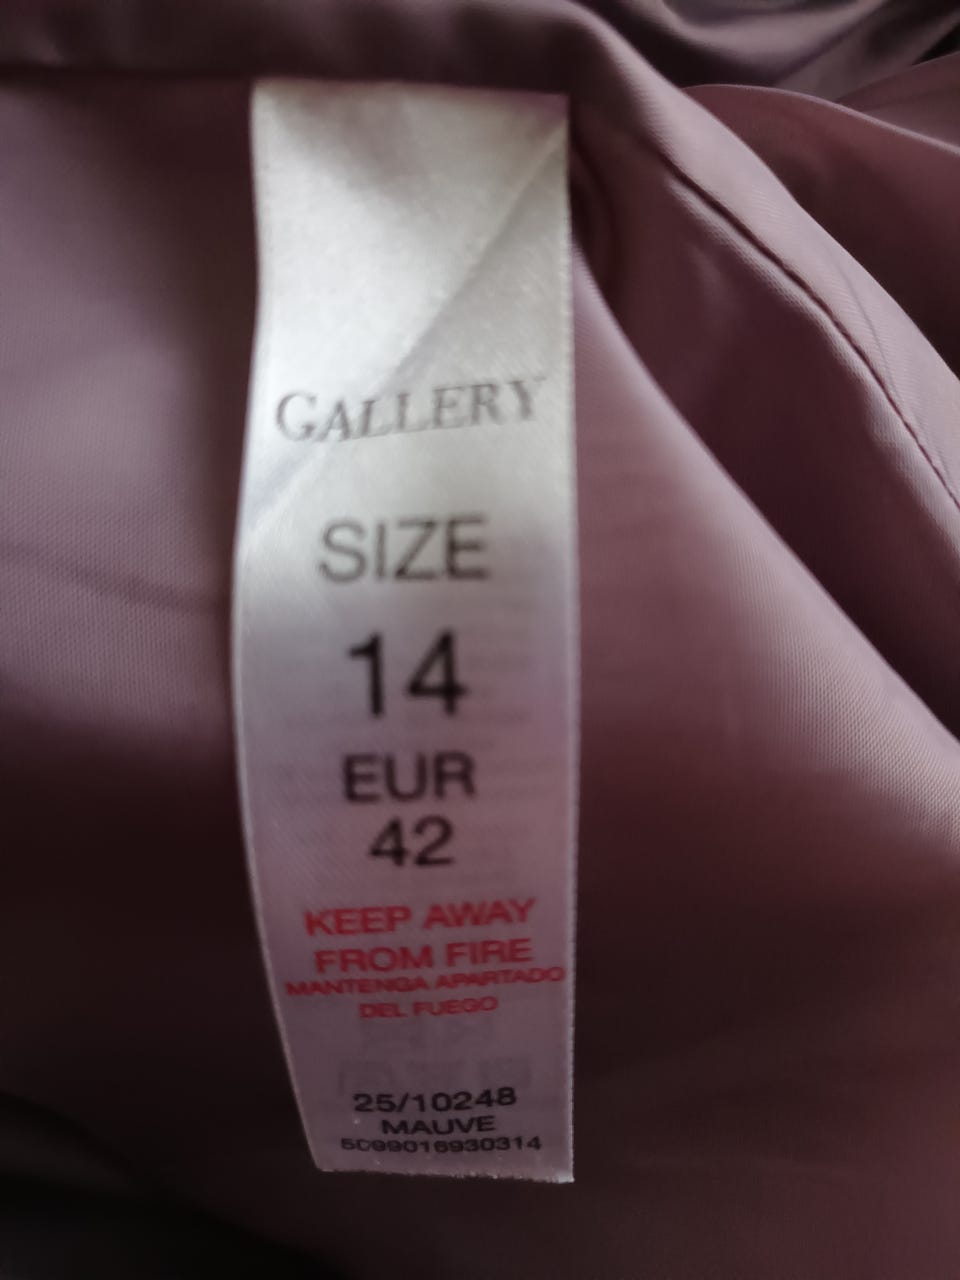 GALLERY
SIZE
14
EUR
42
KEEP AWAY
FROM FIRE
MANTENGA APARTADO
DEL FUEGO
25/10248
MAUVE
5099016930314